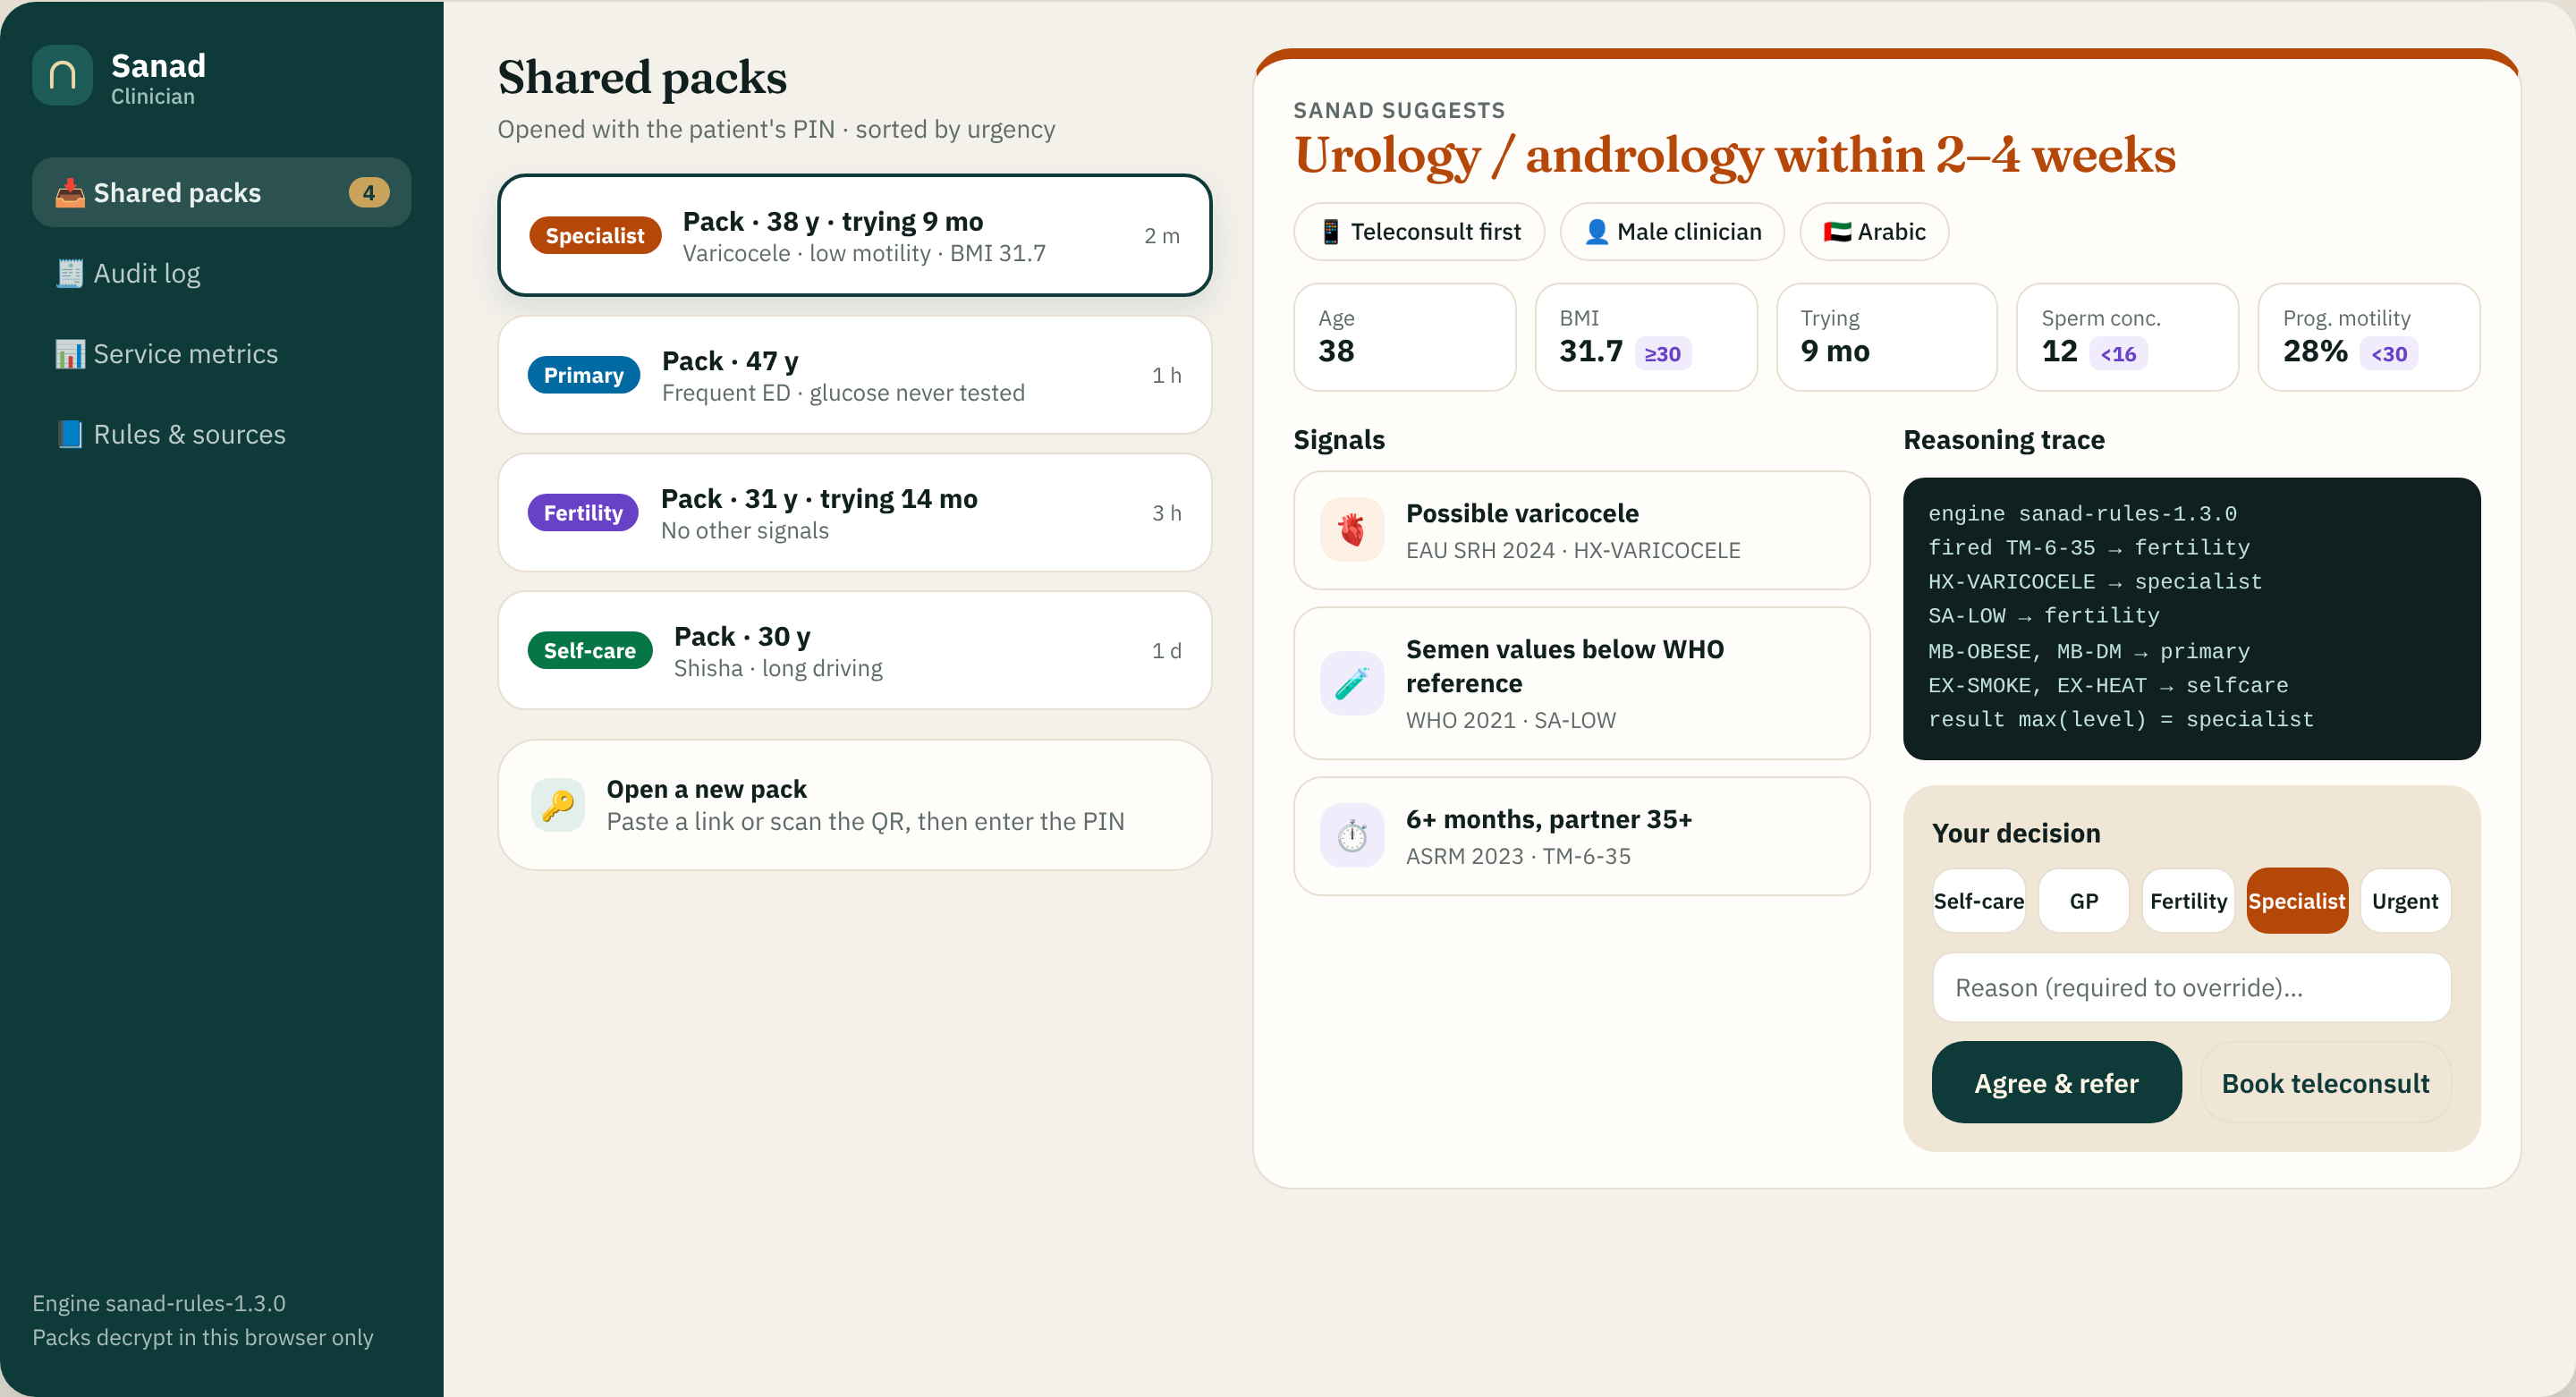 Sanad
Clinician
Shared packs
4
Audit log
Service metrics
Rules & sources
Engine sanad-rules-1.3.0
Packs decrypt in this browser only
Shared packs
Opened with the patient's PIN · sorted by urgency
Specialist
Pack · 38 y · trying 9 mo
Varicocele · low motility · BMI 31.7
2 m
Primary
Pack · 47 y
Frequent ED · glucose never tested
1 h
Fertility
Pack · 31 y · trying 14 mo
No other signals
3 h
Self-care
Pack · 30 y
Shisha · long driving
1 d
Open a new pack
Paste a link or scan the QR, then enter the PIN
SANAD SUGGESTS
Urology / andrology within 2–4 weeks
Teleconsult first
Male clinician
Arabic
Age
38
BMI
31.7 ≥30
Trying
9 mo
Sperm conc.
12 <16
Prog. motility
28% <30
Signals
Possible varicocele
EAU SRH 2024 · HX-VARICOCELE
Semen values below WHO
reference
WHO 2021 · SA-LOW
6+ months, partner 35+
ASRM 2023 · TM-6-35
Reasoning trace
engine sanad-rules-1.3.0
fired TM-6-35 → fertility
HX-VARICOCELE → specialist
SA-LOW → fertility
MB-OBESE, MB-DM → primary
EX-SMOKE, EX-HEAT → selfcare
result max(level) = specialist
Your decision
Self-care
GP
Fertility
Specialist
Urgent
Reason (required to override)...
Agree & refer
Book teleconsult